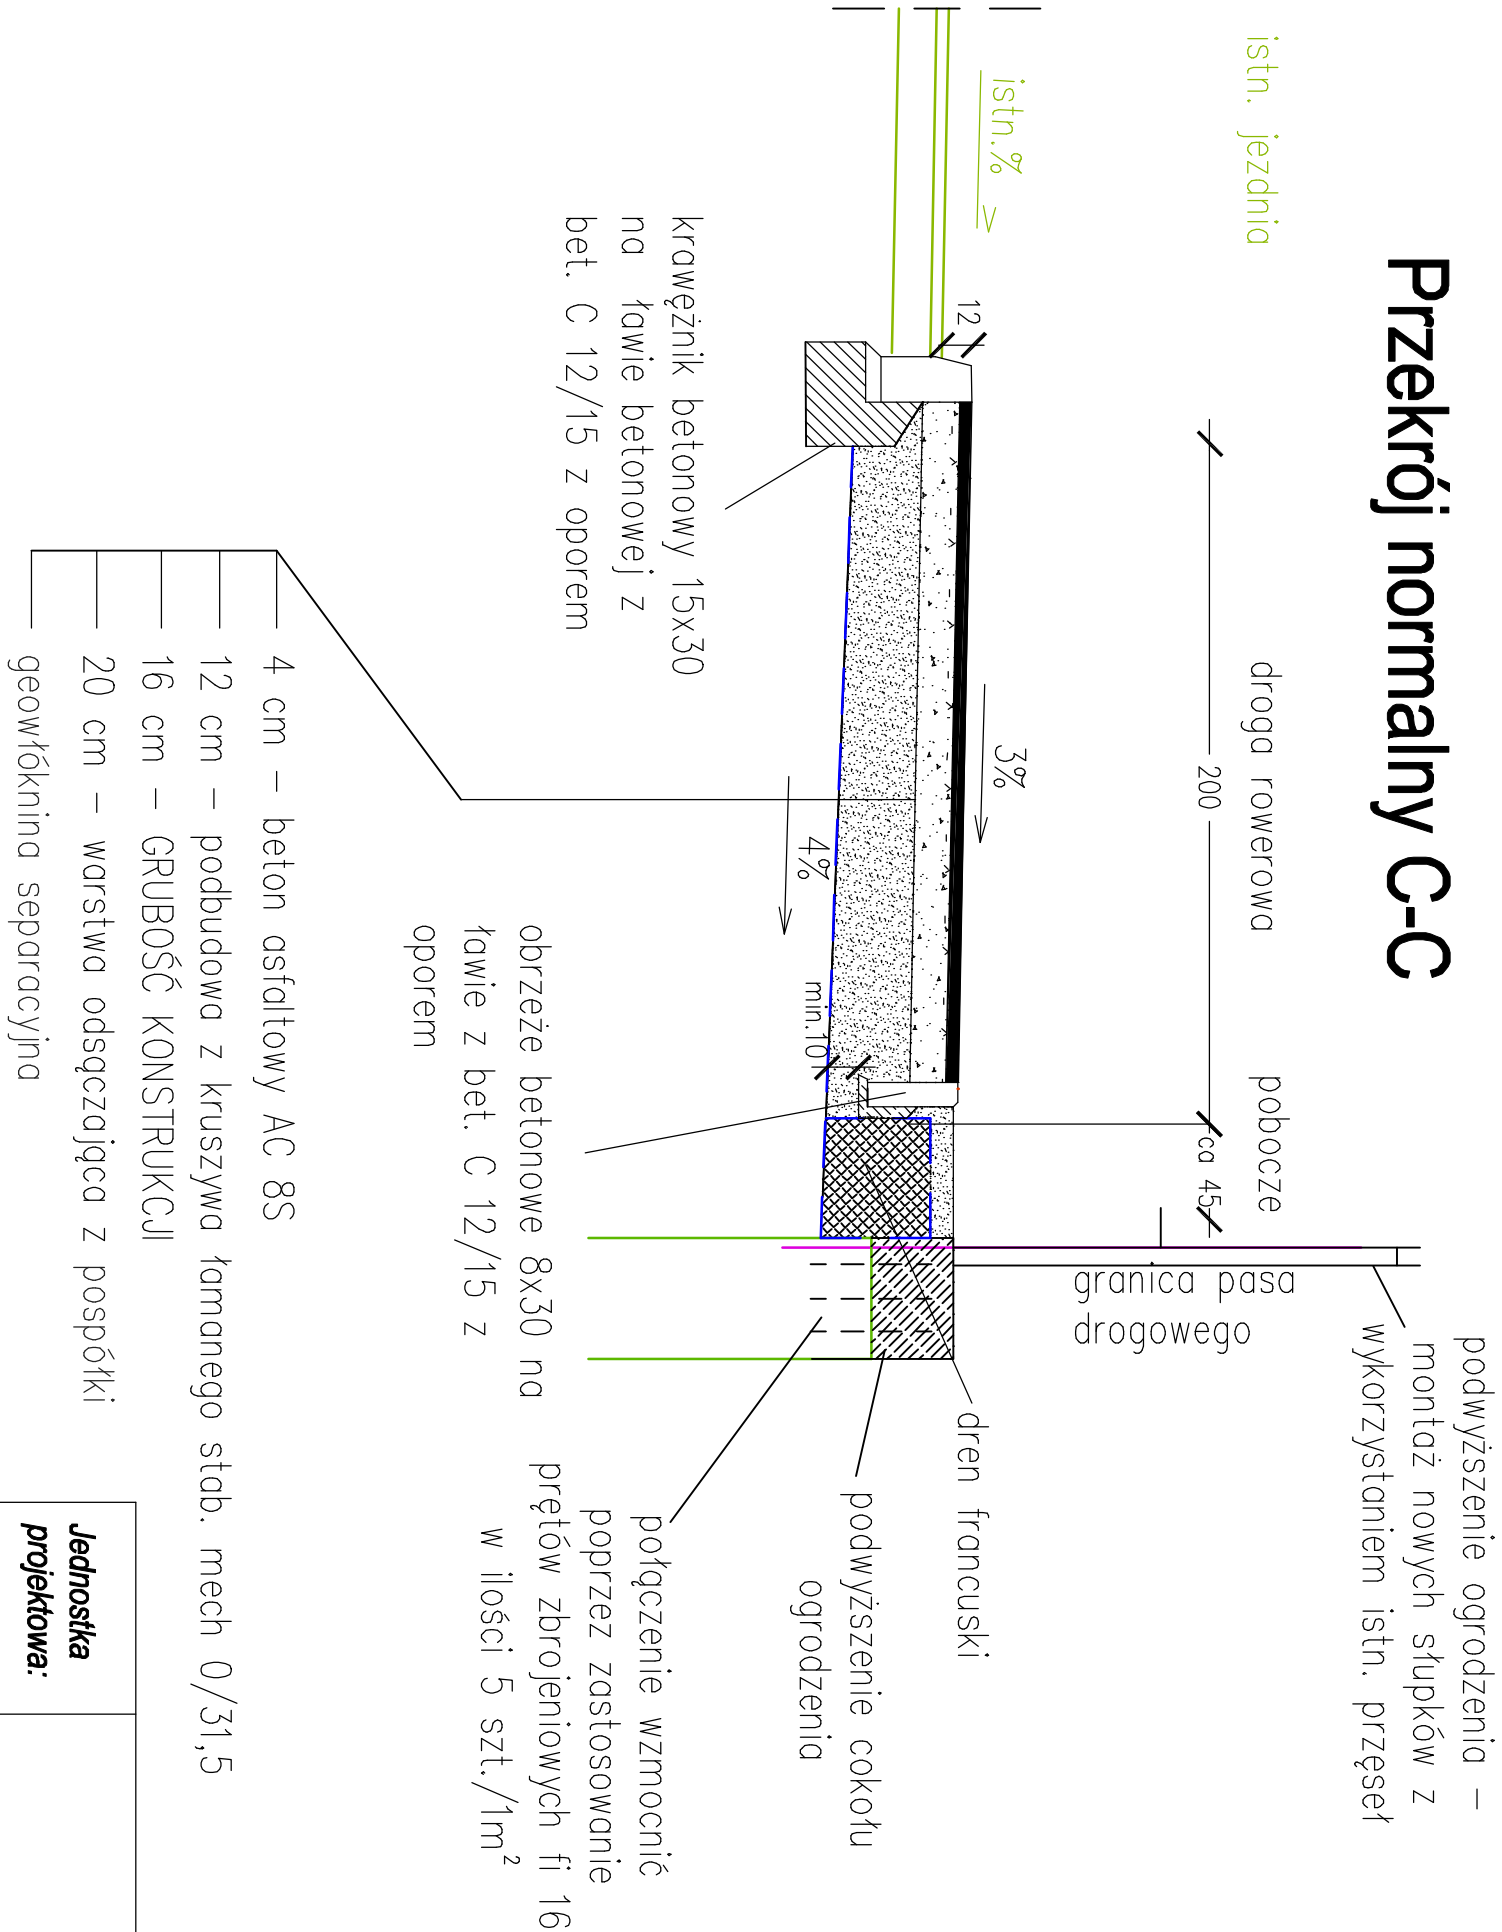 Przekrój normalny C-C
istn. jezdnia
droga rowerowa
pobocze
200
ca 45
istn.%
12
3%
4%
min.10
granica pasa
drogowego
podwyższenie ogrodzenia –
montaż nowych słupków z
wykorzystaniem istn. przęseł
krawężnik betonowy 15x30
na ławie betonowej z
bet. C 12/15 z oporem
obrzeże betonowe 8x30 na
ławie z bet. C 12/15 z
oporem
dren francuski
podwyższenie cokołu
ogrodzenia
połączenie wzmocnić
poprzez zastosowanie
prętów zbrojeniowych fi 16
w ilości 5 szt./1m²
4 cm – beton asfaltowy AC 8S
12 cm – podbudowa z kruszywa łamanego stab. mech 0/31,5
16 cm – GRUBOŚĆ KONSTRUKCJI
20 cm – warstwa odsączająca z pospółki
geowłóknina separacyjna
Jednostka
projektowa: